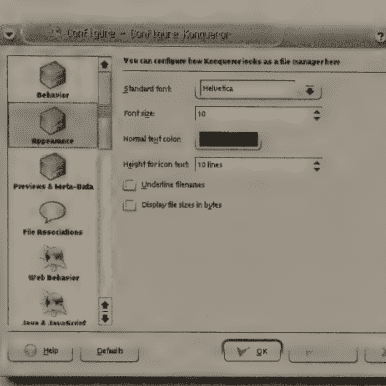 Configure - Configure Konqueror
?
You can configure how Konqueror looks as a file manager here
Behavior
Appearance
Previews & Meta-Data
File Associations
Web Behavior
Java & JavaScript
Standard font: Helvetica
Font size: 10
Normal text color:
Height for icon text: 10 lines
Underline filenames
Display file sizes in bytes
Help
Defaults
OK